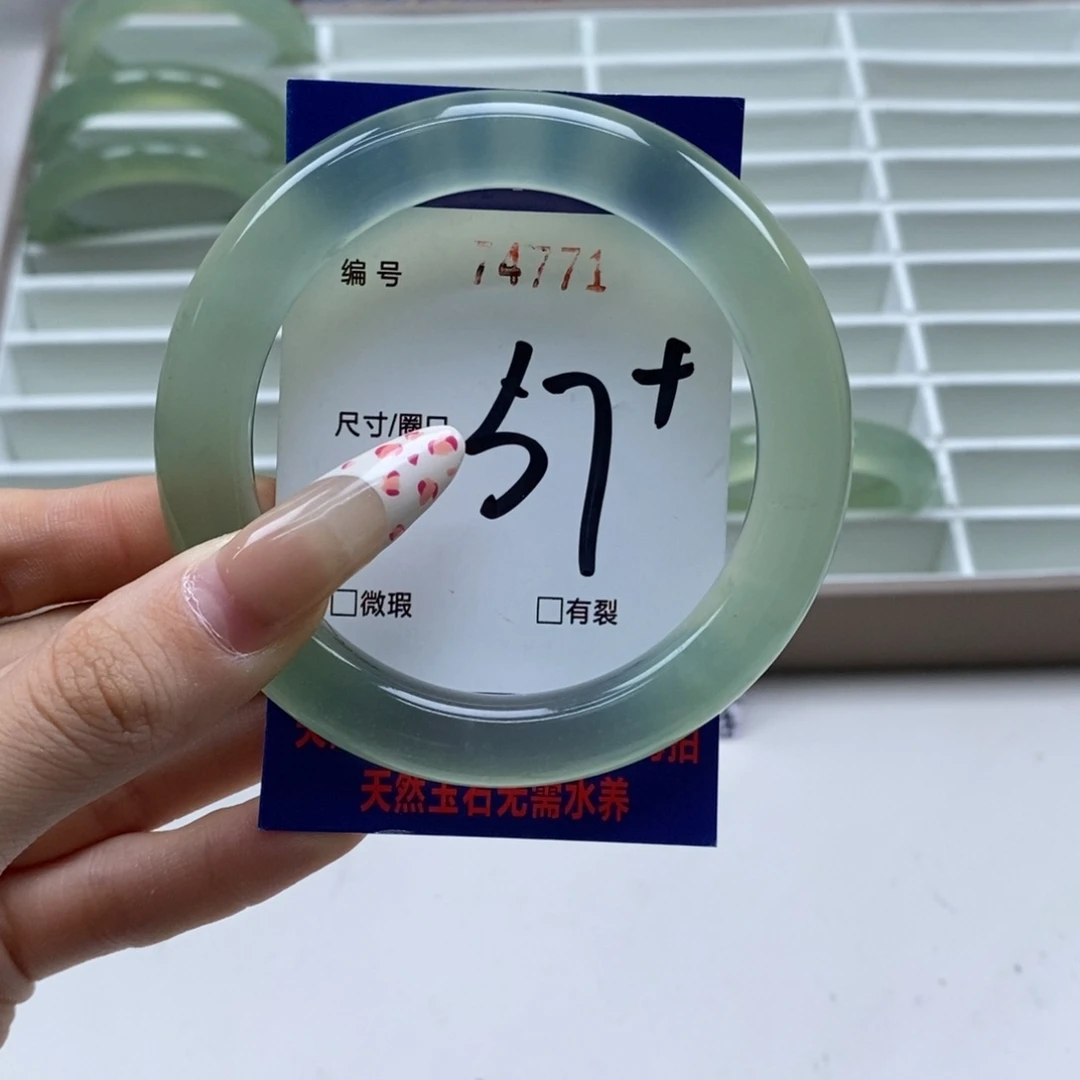 编号 74771
尺寸/圈口 57+
□微瑕 □有裂
天然玉石无需水养